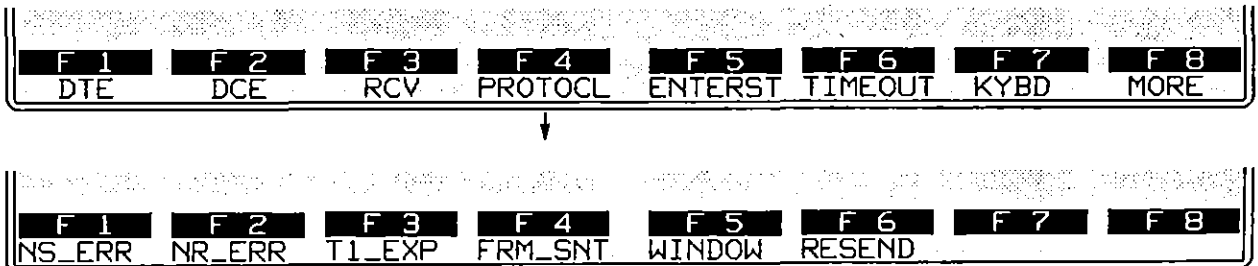 F 1 F 2 F 3 F 4 F 5 F 6 F 7 F 8
DTE DCE RCV PROTOCL ENTERST TIMEOUT KYBD MORE
F 1 F 2 F 3 F 4 F 5 F 6 F 7 F 8
NS_ERR NR_ERR T1_EXP FRM_SNT WINDOW RESEND